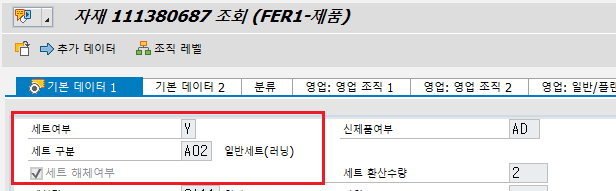 자재 111380687 조회 (FER1-제품)
추가 데이터 조직 레벨
기본 데이터 1 기본 데이터 2 분류 영업: 영업 조직 1 영업: 영업 조직 2 영업: 일반/플
세트여부 Y 신제품여부 AD
세트 구분 A02 일반세트(러닝)
세트 해체여부 세트 환산수량 2